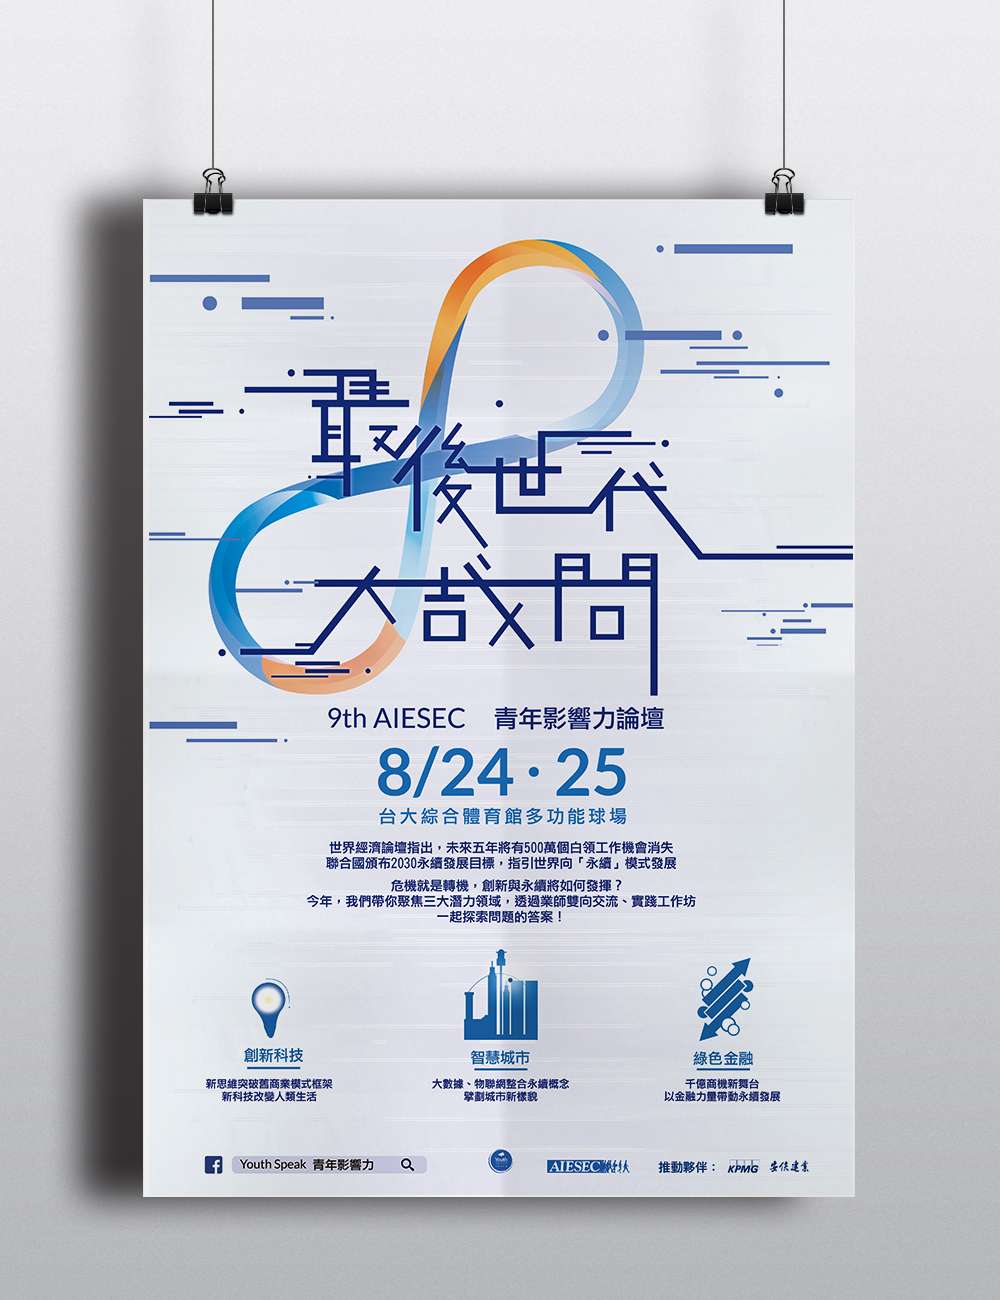 最後世代
大哉問
9th AIESEC 青年影響力論壇
8/24·25
台大綜合體育館多功能球場
世界經濟論壇指出，未來五年將有500萬個白領工作機會消失
聯合國頒布2030永續發展目標，指引世界向「永續」模式發展
危機就是轉機，創新與永續將如何發揮？
今年，我們帶你聚焦三大潛力領域，透過業師雙向交流、實踐工作坊
一起探索問題的答案！
創新科技
新思維突破舊商業模式框架
新科技改變人類生活
智慧城市
大數據、物聯網整合永續概念
擘劃城市新樣貌
綠色金融
千億商機新舞台
以金融力量帶動永續發展
Youth Speak 青年影響力
Youth
AIESEC
推動夥伴： KPMG 安侯建業